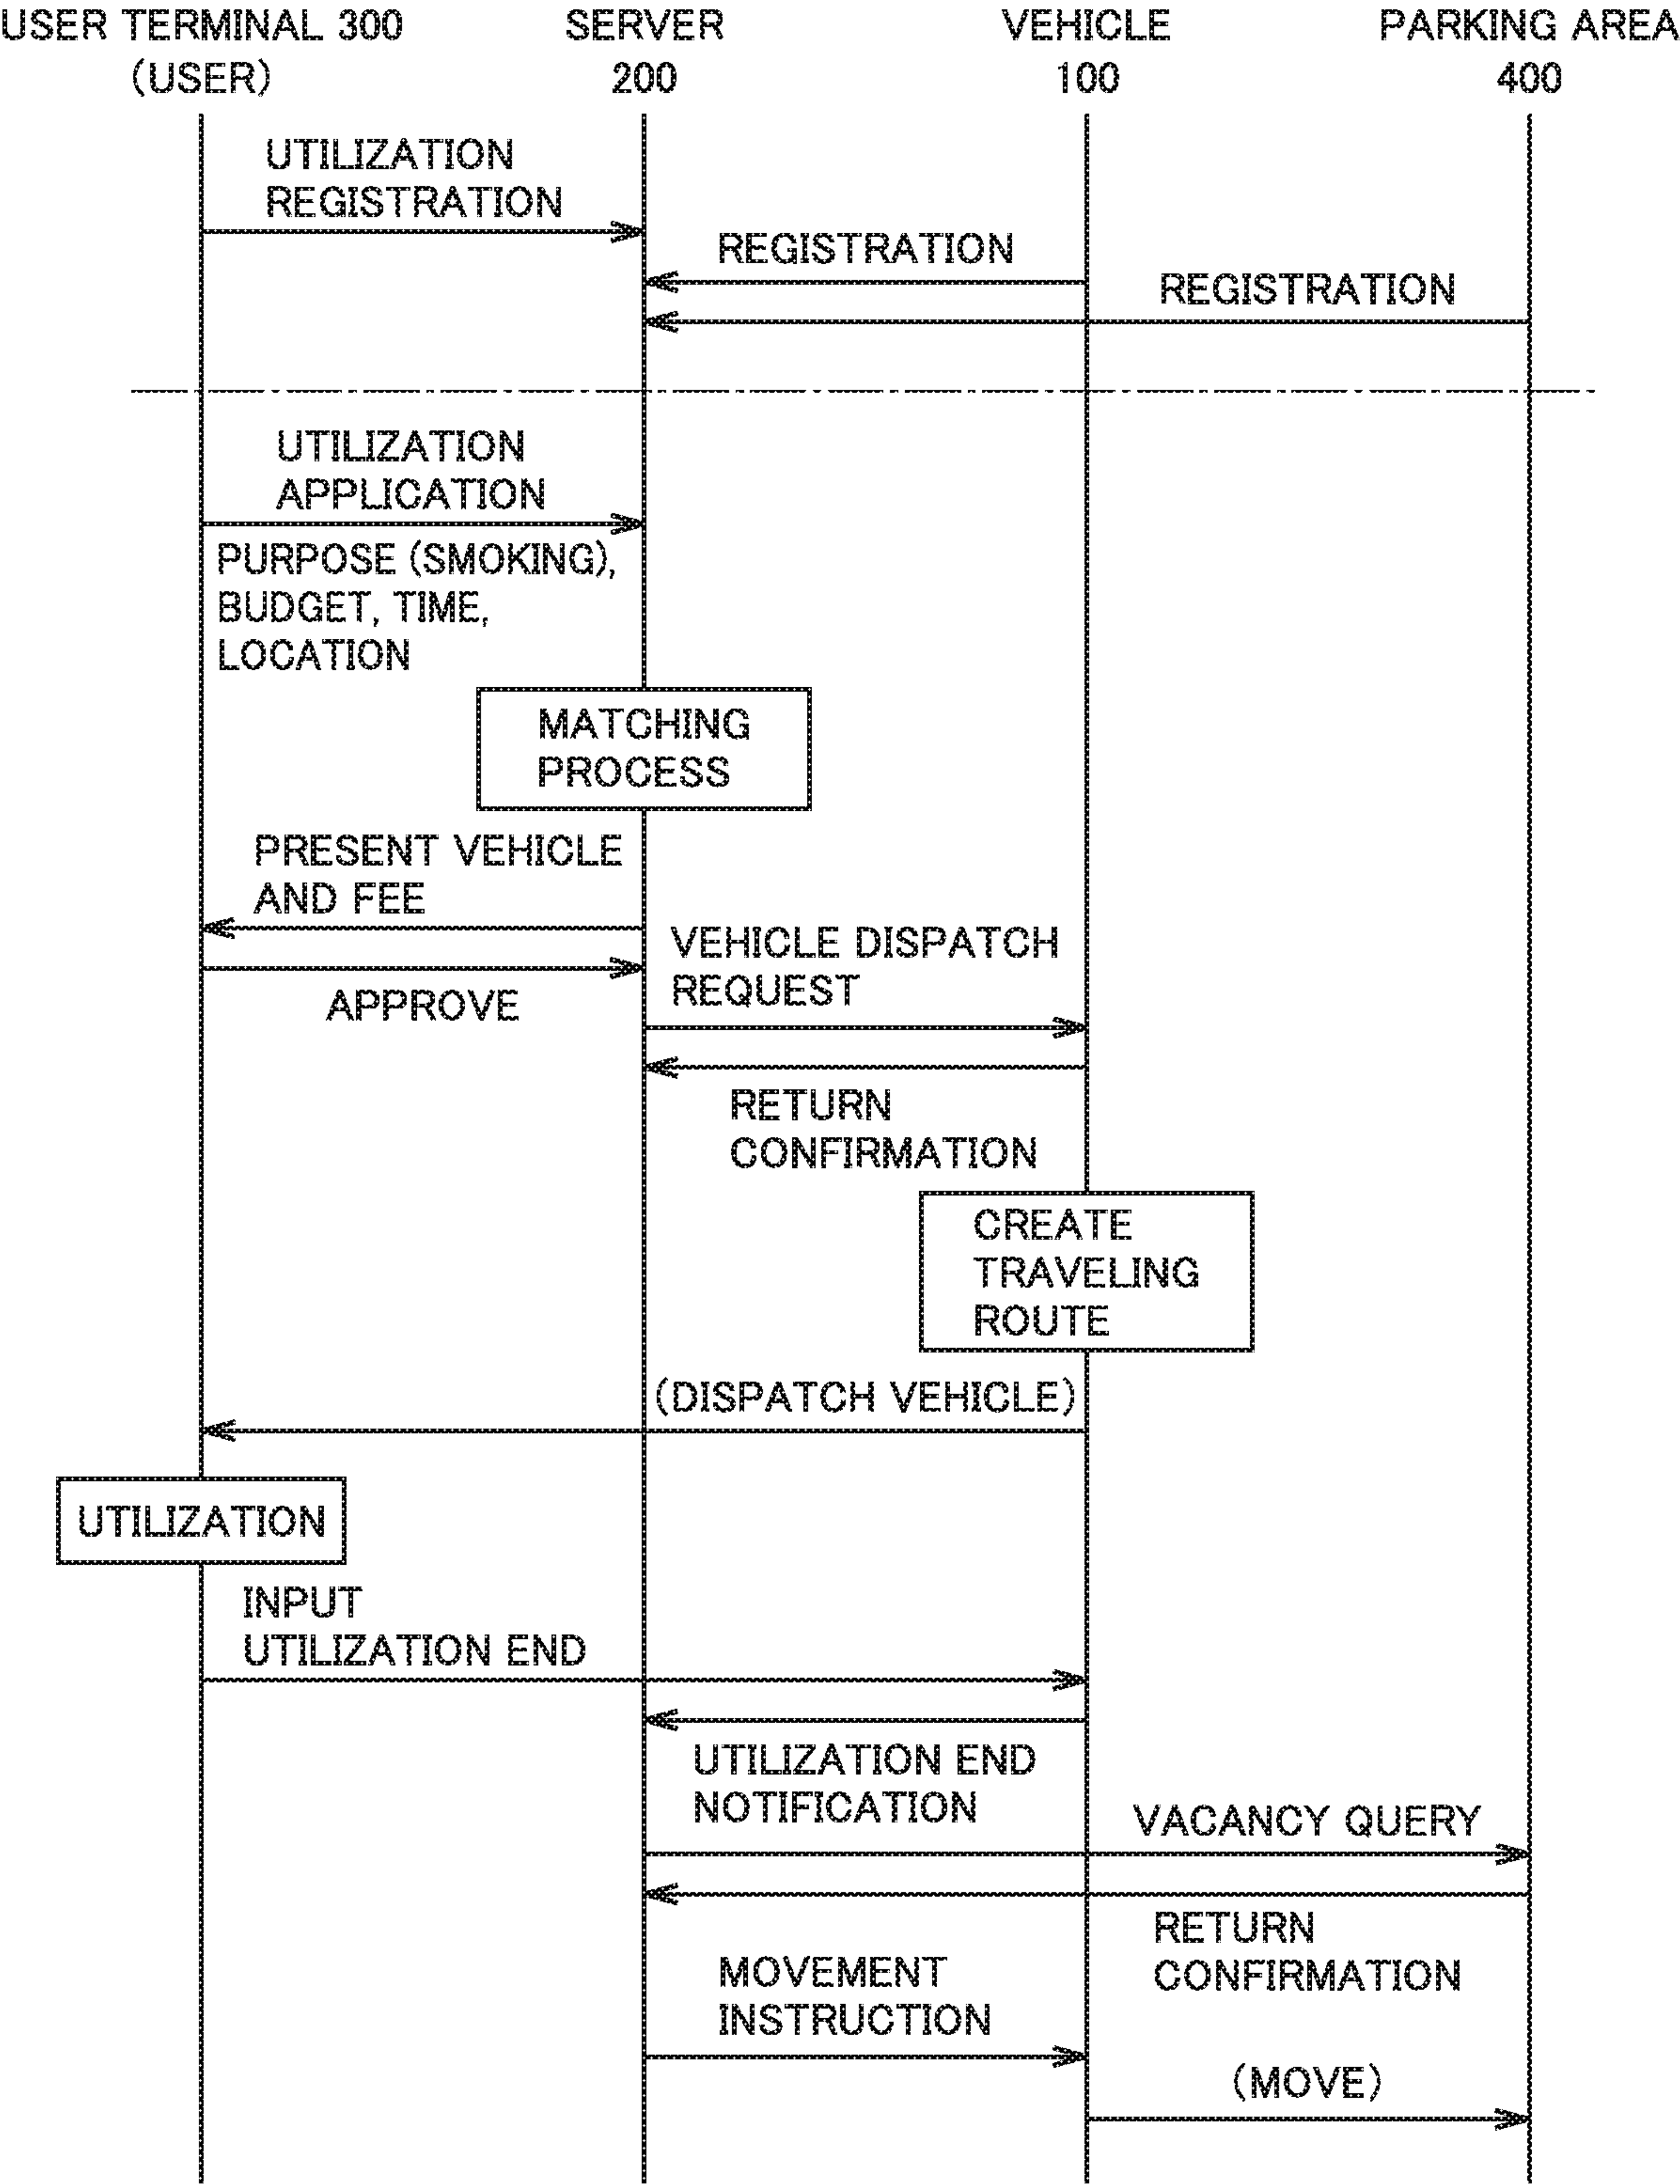 USER TERMINAL 300
(USER)
SERVER
200
VEHICLE
100
PARKING AREA
400
UTILIZATION
REGISTRATION
REGISTRATION
REGISTRATION
UTILIZATION
APPLICATION
PURPOSE (SMOKING),
BUDGET, TIME,
LOCATION
MATCHING
PROCESS
PRESENT VEHICLE
AND FEE
APPROVE
VEHICLE DISPATCH
REQUEST
RETURN
CONFIRMATION
CREATE
TRAVELING
ROUTE
(DISPATCH VEHICLE)
UTILIZATION
INPUT
UTILIZATION END
UTILIZATION END
NOTIFICATION
VACANCY QUERY
RETURN
CONFIRMATION
MOVEMENT
INSTRUCTION
(MOVE)